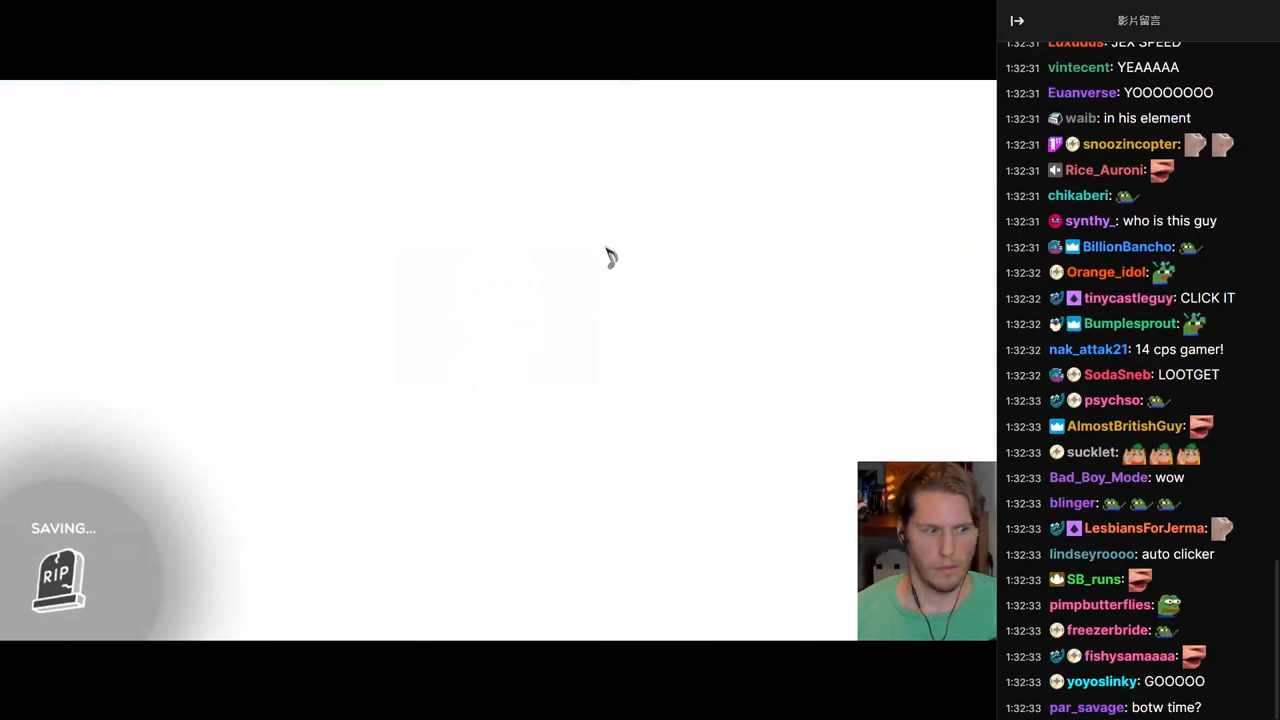 影片留言
1:32:31 Luxudus: JEX SPEED
1:32:31 vintecent: YEAAAAA
1:32:31 Euanverse: YOOOOOOOO
1:32:31 waib: in his element
1:32:31 snoozincopter:
1:32:31 Rice_Auroni:
1:32:31 chikaberi:
1:32:31 synthy_: who is this guy
1:32:31 BillionBancho:
1:32:32 Orange_idol:
1:32:32 tinycastleguy: CLICK IT
1:32:32 Bumplesprout:
1:32:32 nak_attak21: 14 cps gamer!
1:32:32 SodaSneb: LOOTGET
1:32:33 psychso:
1:32:33 AlmostBritishGuy:
1:32:33 sucklet:
1:32:33 Bad_Boy_Mode: wow
1:32:33 blinger:
1:32:33 LesbiansForJerma:
1:32:33 lindseyroooo: auto clicker
1:32:33 SB_runs:
1:32:33 pimpbutterflies:
1:32:33 freezerbride:
1:32:33 fishysamaaaa:
1:32:33 yoyoslinky: GOOOOO
1:32:33 par_savage: botw time?
SAVING...
RIP